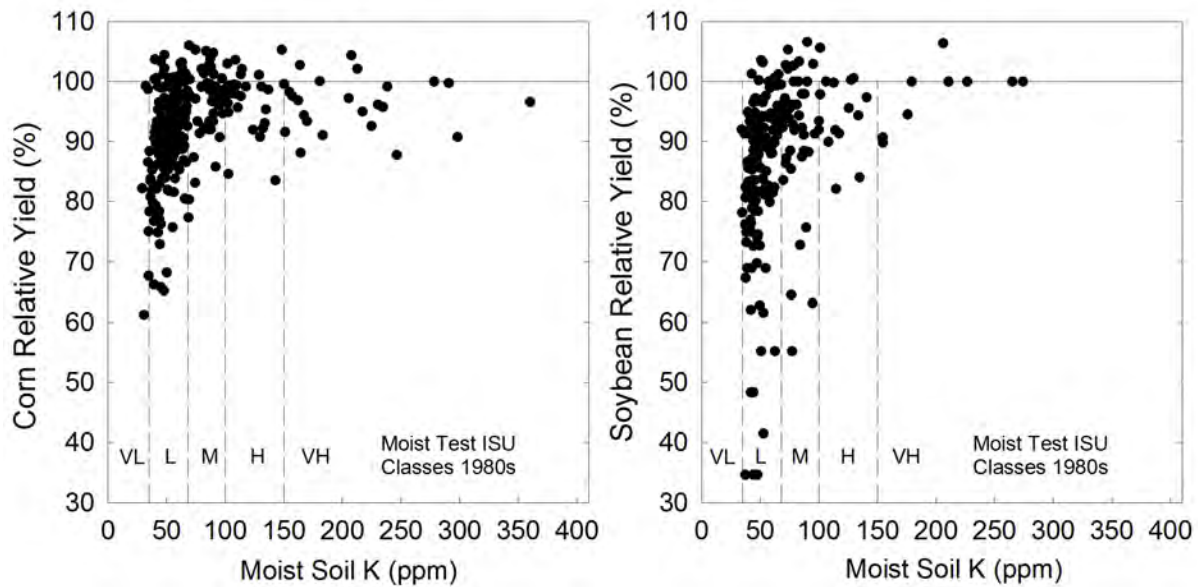 110
100
90
80
70
60
50
40
30
Corn Relative Yield (%)
VL L M H VH
Moist Test ISU
Classes 1980s
0 50 100 150 200 250 300 350 400
Moist Soil K (ppm)
110
100
90
80
70
60
50
40
30
Soybean Relative Yield (%)
VL L M H VH
Moist Test ISU
Classes 1980s
0 50 100 150 200 250 300 350 400
Moist Soil K (ppm)